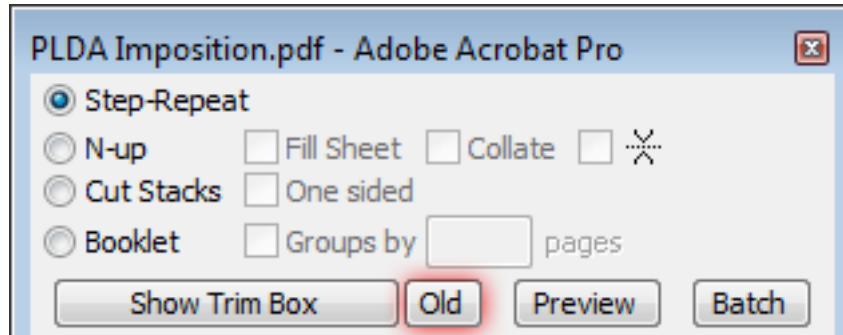 PLDA Imposition.pdf - Adobe Acrobat Pro
Step-Repeat
N-up Fill Sheet Collate
Cut Stacks One sided
Booklet Groups by pages
Show Trim Box Old Preview Batch